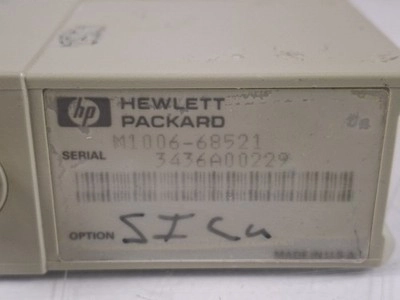 hp HEWLETT
PACKARD
M1006-68521
SERIAL 3436A00229
OPTION SICU
MADE IN U.S.A.